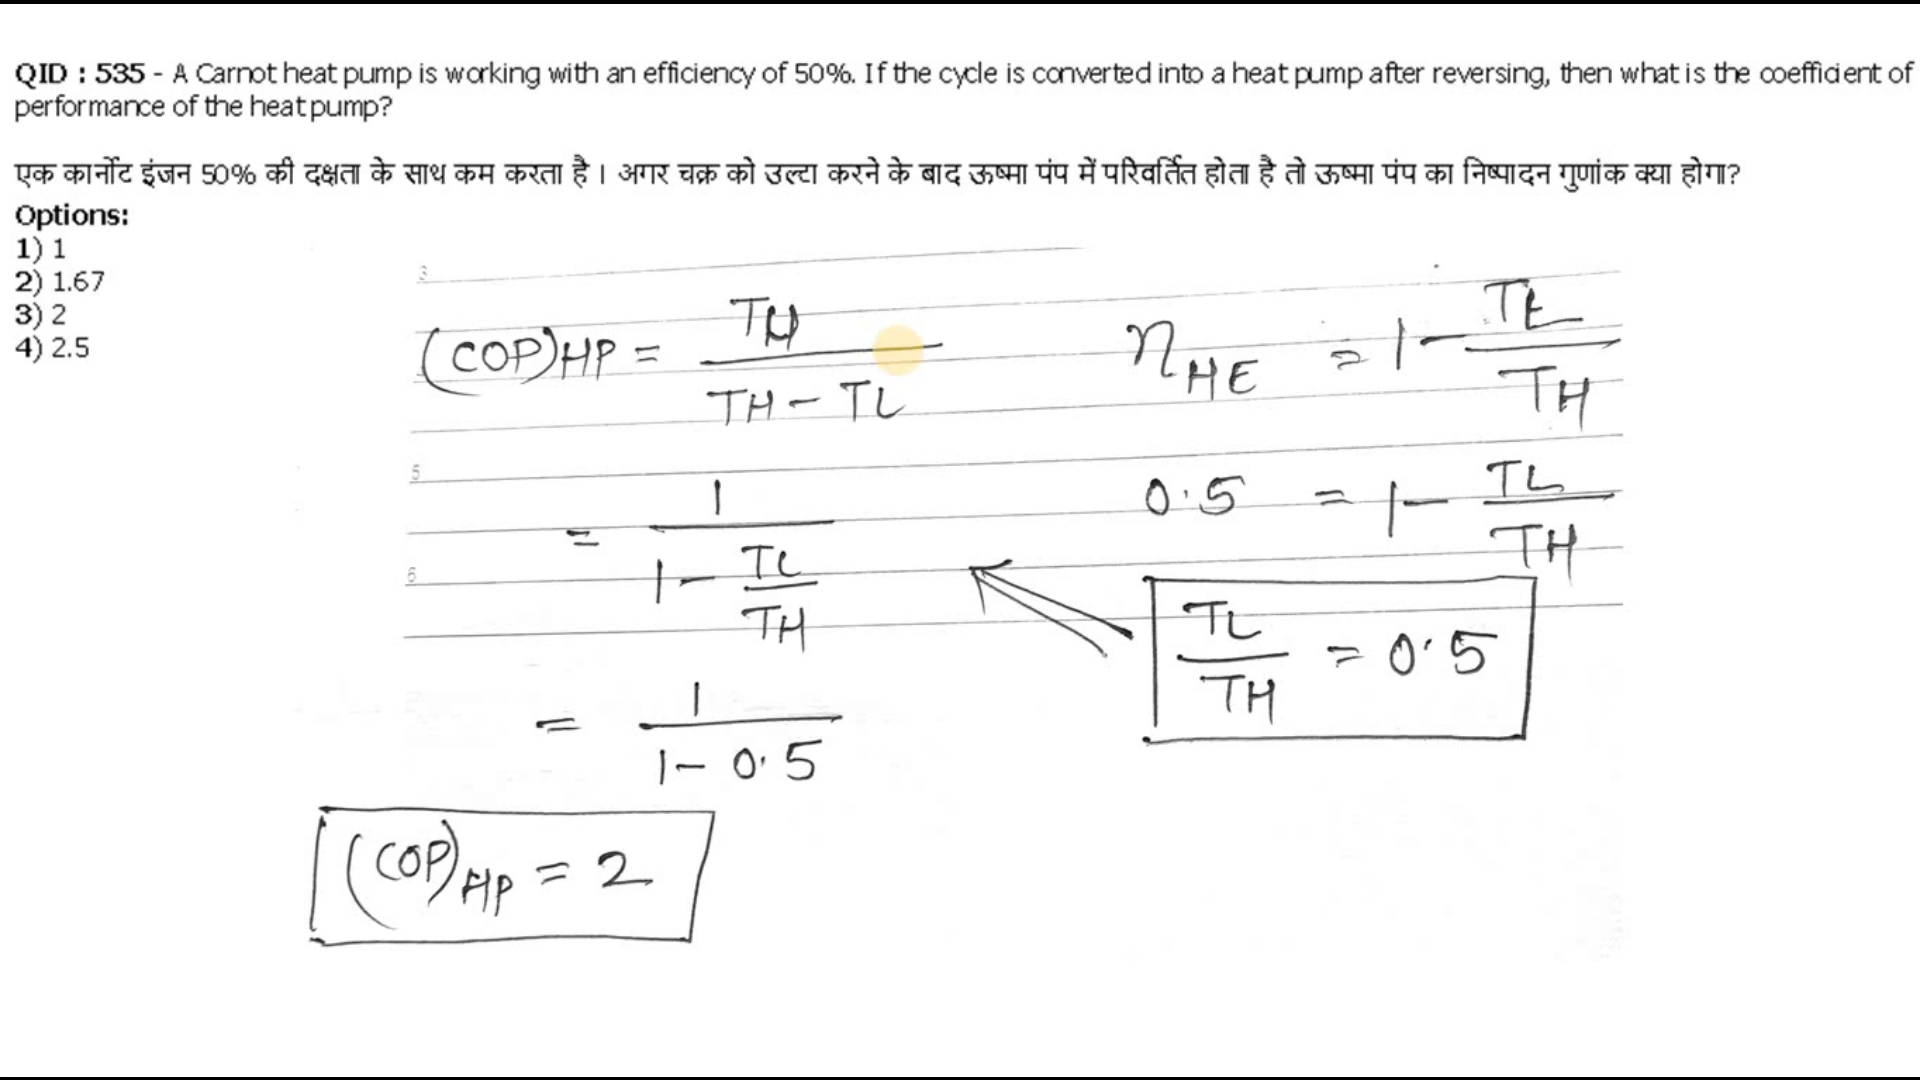 QID : 535 - A Carnot heat pump is working with an efficiency of 50%. If the cycle is converted into a heat pump after reversing, then what is the coefficient of
performance of the heat pump?
एक कार्नोट इंजन 50% की दक्षता के साथ कम करता है । अगर चक्र को उल्टा करने के बाद ऊष्मा पंप में परिवर्तित होता है तो ऊष्मा पंप का निष्पादन गुणांक क्या होगा?
Options:
1) 1
2) 1.67
3) 2
4) 2.5
3
(COP)HP = TH / TH - TL
ηHE = 1 - TL / TH
5
= 1 / 1 - TL / TH
0.5 = 1 - TL / TH
6
TL / TH = 0.5
= 1 / 1 - 0.5
(COP)HP = 2